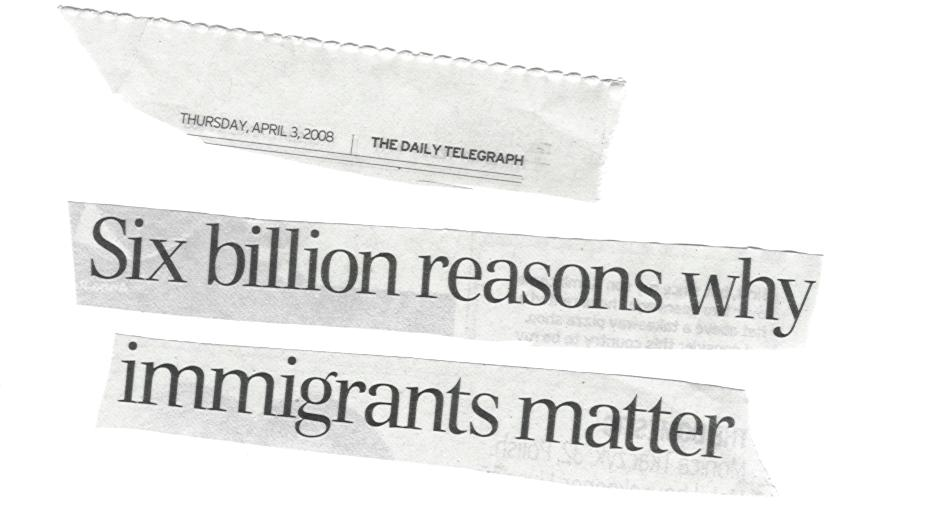 THURSDAY, APRIL 3, 2008 | THE DAILY TELEGRAPH
Six billion reasons why
immigrants matter